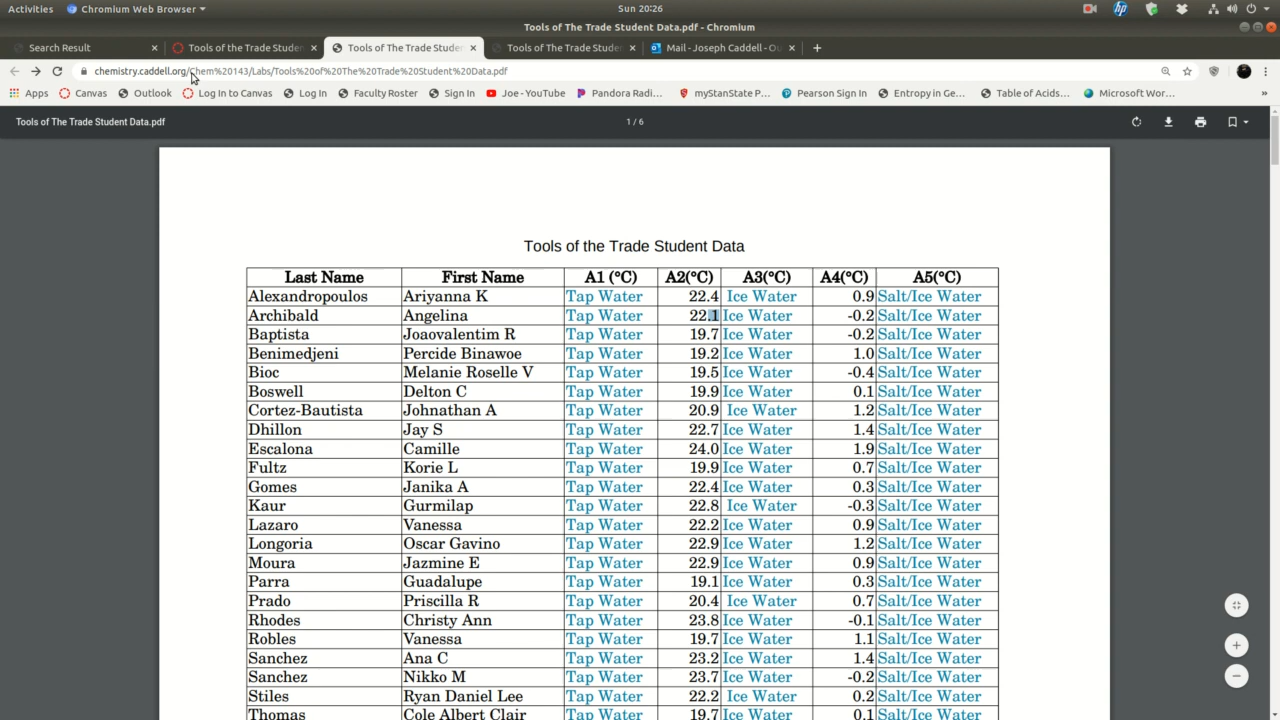 Activities Chromium Web Browser Sun 20:26
Tools of The Trade Student Data.pdf - Chromium
Search Result Tools of the Trade Studen Tools of The Trade Studen Tools of The Trade Studen Mail - Joseph Caddell - Ou
chemistry.caddell.org/Chem%20143/Labs/Tools%20of%20The%20Trade%20Student%20Data.pdf
Apps Canvas Outlook Log In to Canvas Log In Faculty Roster Sign In Joe - YouTube Pandora Radi... myStanState P... Pearson Sign In Entropy in Ge... Table of Acids... Microsoft Wor...
Tools of The Trade Student Data.pdf 1 / 6
Tools of the Trade Student Data
Last Name First Name A1 (°C) A2(°C) A3(°C) A4(°C) A5(°C)
Alexandropoulos Ariyanna K Tap Water 22.4 Ice Water 0.9 Salt/Ice Water
Archibald Angelina Tap Water 22.1 Ice Water -0.2 Salt/Ice Water
Baptista Joaovalentim R Tap Water 19.7 Ice Water -0.2 Salt/Ice Water
Benimedjeni Percide Binawoe Tap Water 19.2 Ice Water 1.0 Salt/Ice Water
Bioc Melanie Roselle V Tap Water 19.5 Ice Water -0.4 Salt/Ice Water
Boswell Delton C Tap Water 19.9 Ice Water 0.1 Salt/Ice Water
Cortez-Bautista Johnathan A Tap Water 20.9 Ice Water 1.2 Salt/Ice Water
Dhillon Jay S Tap Water 22.7 Ice Water 1.4 Salt/Ice Water
Escalona Camille Tap Water 24.0 Ice Water 1.9 Salt/Ice Water
Fultz Korie L Tap Water 19.9 Ice Water 0.7 Salt/Ice Water
Gomes Janika A Tap Water 22.4 Ice Water 0.3 Salt/Ice Water
Kaur Gurmilap Tap Water 22.8 Ice Water -0.3 Salt/Ice Water
Lazaro Vanessa Tap Water 22.2 Ice Water 0.9 Salt/Ice Water
Longoria Oscar Gavino Tap Water 22.9 Ice Water 1.2 Salt/Ice Water
Moura Jazmine E Tap Water 22.9 Ice Water 0.9 Salt/Ice Water
Parra Guadalupe Tap Water 19.1 Ice Water 0.3 Salt/Ice Water
Prado Priscilla R Tap Water 20.4 Ice Water 0.7 Salt/Ice Water
Rhodes Christy Ann Tap Water 23.8 Ice Water -0.1 Salt/Ice Water
Robles Vanessa Tap Water 19.7 Ice Water 1.1 Salt/Ice Water
Sanchez Ana C Tap Water 23.2 Ice Water 1.4 Salt/Ice Water
Sanchez Nikko M Tap Water 23.7 Ice Water -0.2 Salt/Ice Water
Stiles Ryan Daniel Lee Tap Water 22.2 Ice Water 0.2 Salt/Ice Water
Thomas Cole Albert Clair Tap Water 19.7 Ice Water 0.1 Salt/Ice Water